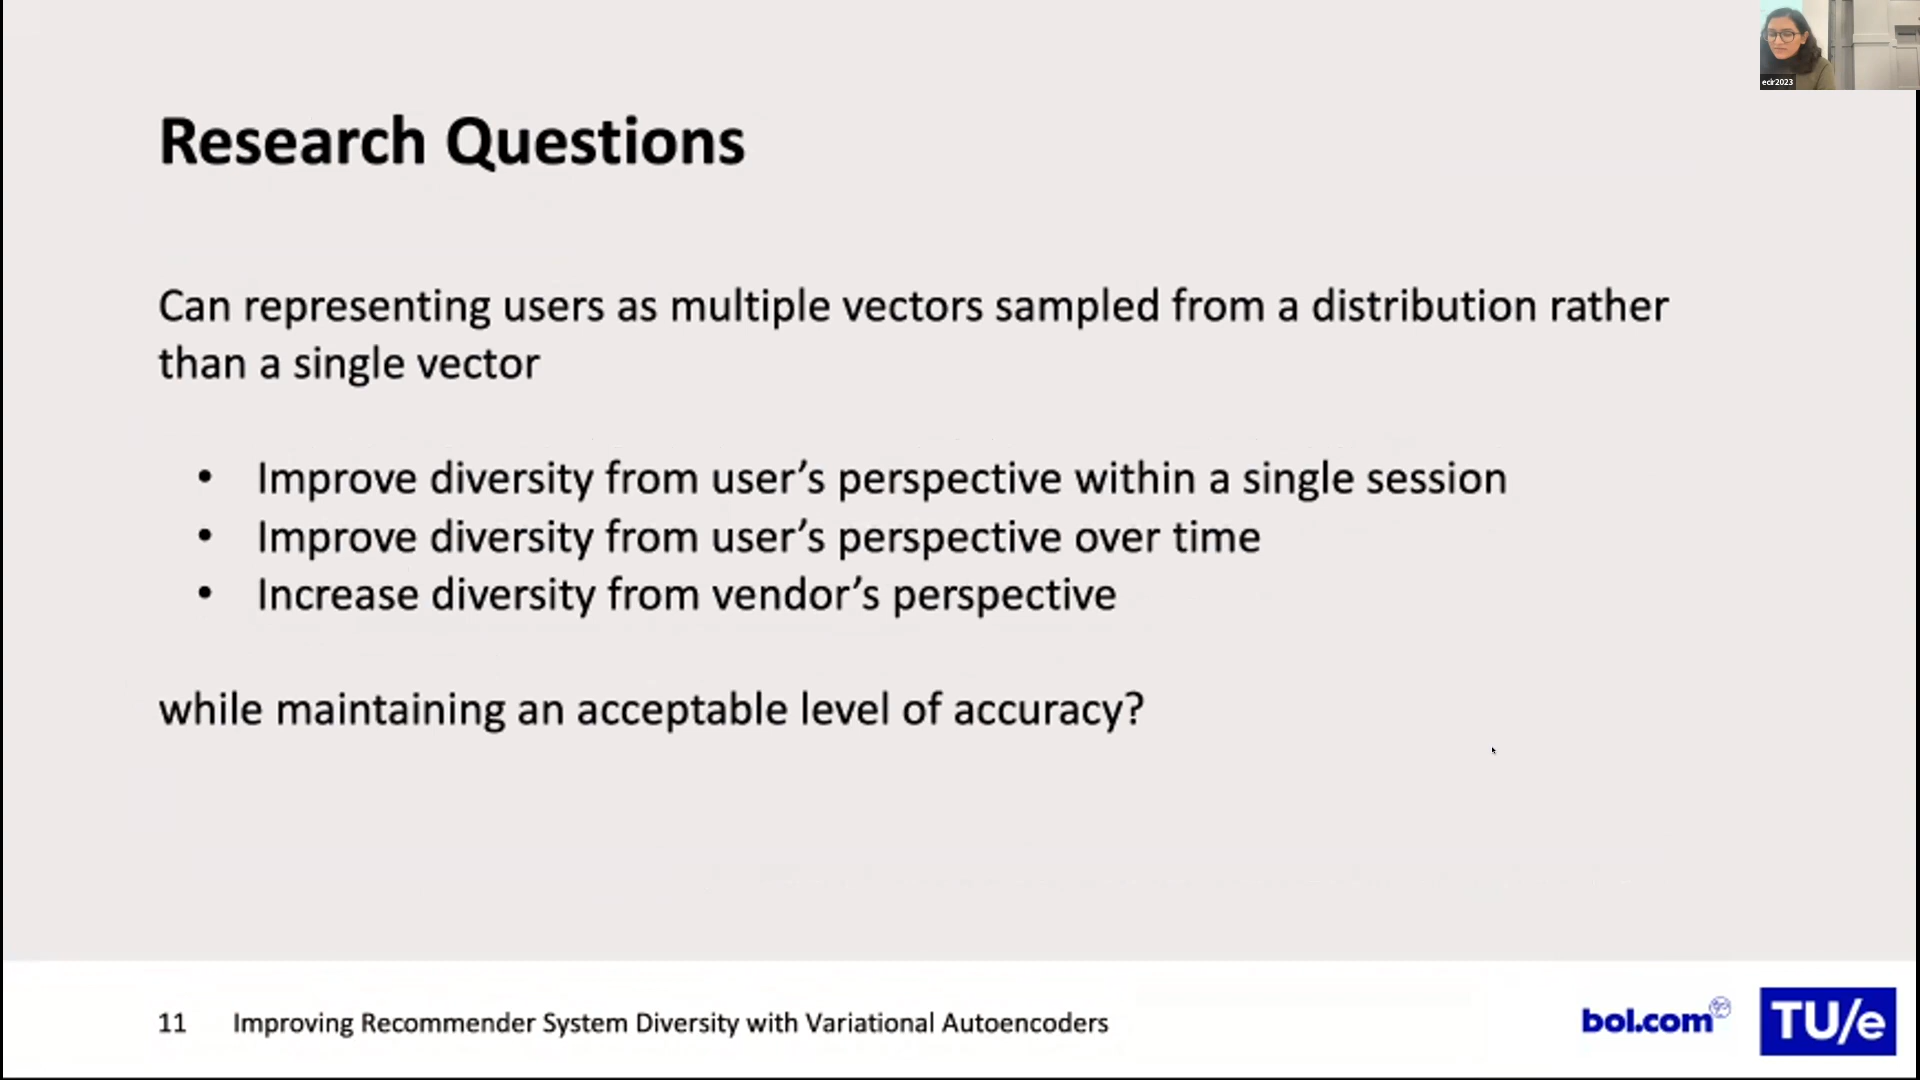 ecir2023
Research Questions
Can representing users as multiple vectors sampled from a distribution rather
than a single vector
• Improve diversity from user’s perspective within a single session
• Improve diversity from user’s perspective over time
• Increase diversity from vendor’s perspective
while maintaining an acceptable level of accuracy?
11 Improving Recommender System Diversity with Variational Autoencoders
bol.com
TU/e